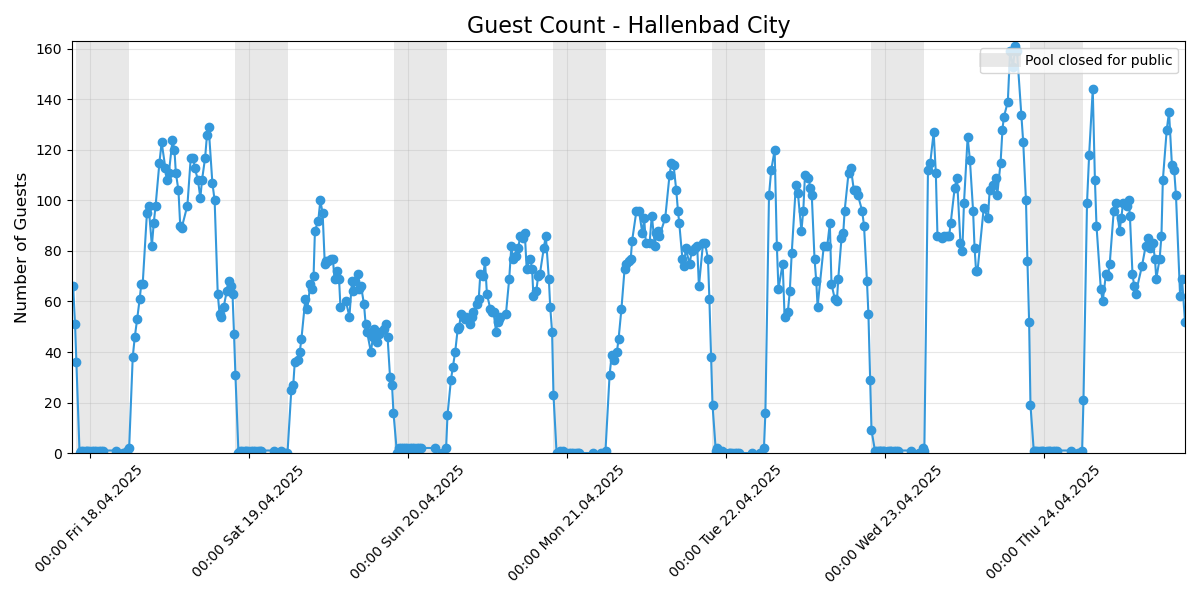 Guest Count - Hallenbad City
Number of Guests
160
140
120
100
80
60
40
20
0
Pool closed for public
00:00 Fri 18.04.2025
00:00 Sat 19.04.2025
00:00 Sun 20.04.2025
00:00 Mon 21.04.2025
00:00 Tue 22.04.2025
00:00 Wed 23.04.2025
00:00 Thu 24.04.2025